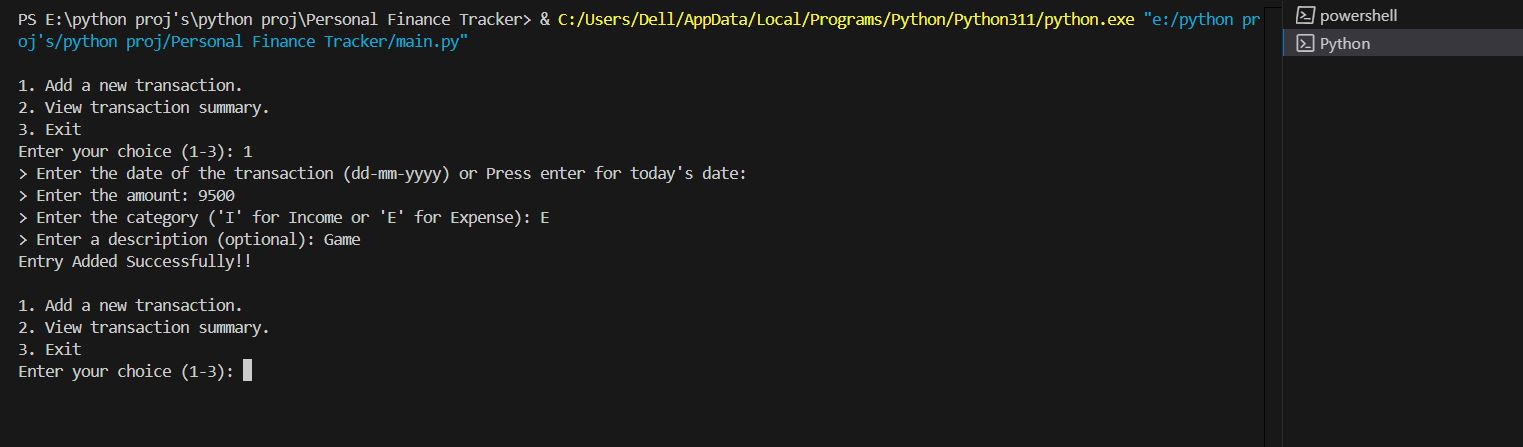 PS E:\python proj's\python proj\Personal Finance Tracker> & C:/Users/Dell/AppData/Local/Programs/Python/Python311/python.exe "e:/python pr
oj's/python proj/Personal Finance Tracker/main.py"
1. Add a new transaction.
2. View transaction summary.
3. Exit
Enter your choice (1-3): 1
> Enter the date of the transaction (dd-mm-yyyy) or Press enter for today's date:
> Enter the amount: 9500
> Enter the category ('I' for Income or 'E' for Expense): E
> Enter a description (optional): Game
Entry Added Successfully!!
1. Add a new transaction.
2. View transaction summary.
3. Exit
Enter your choice (1-3):
powershell
Python